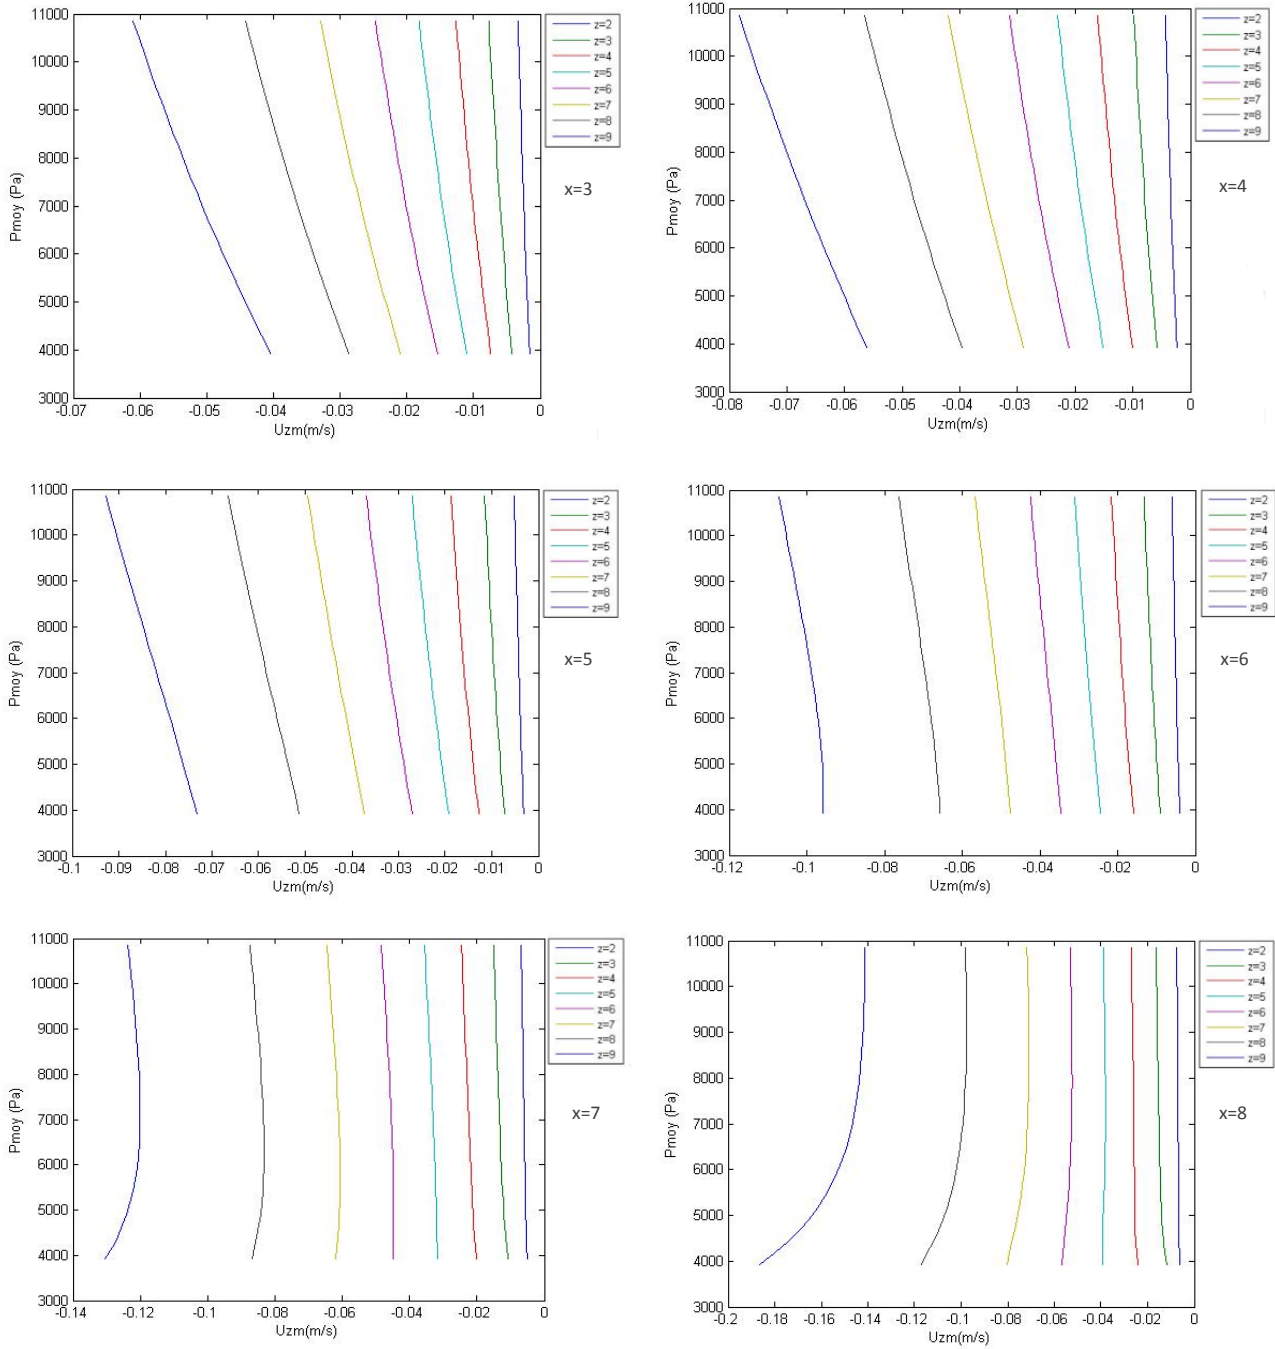 11000
10000
9000
8000
7000
6000
5000
4000
3000
Pmoy (Pa)
-0.07 -0.06 -0.05 -0.04 -0.03 -0.02 -0.01 0
Uzm(m/s)
z=2
z=3
z=4
z=5
z=6
z=7
z=8
z=9
x=3
11000
10000
9000
8000
7000
6000
5000
4000
3000
Pmoy (Pa)
-0.08 -0.07 -0.06 -0.05 -0.04 -0.03 -0.02 -0.01 0
Uzm(m/s)
z=2
z=3
z=4
z=5
z=6
z=7
z=8
z=9
x=4
11000
10000
9000
8000
7000
6000
5000
4000
3000
Pmoy (Pa)
-0.1 -0.09 -0.08 -0.07 -0.06 -0.05 -0.04 -0.03 -0.02 -0.01 0
Uzm(m/s)
z=2
z=3
z=4
z=5
z=6
z=7
z=8
z=9
x=5
11000
10000
9000
8000
7000
6000
5000
4000
3000
Pmoy (Pa)
-0.12 -0.1 -0.08 -0.06 -0.04 -0.02 0
Uzm(m/s)
z=2
z=3
z=4
z=5
z=6
z=7
z=8
z=9
x=6
11000
10000
9000
8000
7000
6000
5000
4000
3000
Pmoy (Pa)
-0.14 -0.12 -0.1 -0.08 -0.06 -0.04 -0.02 0
Uzm(m/s)
z=2
z=3
z=4
z=5
z=6
z=7
z=8
z=9
x=7
11000
10000
9000
8000
7000
6000
5000
4000
3000
Pmoy (Pa)
-0.2 -0.18 -0.16 -0.14 -0.12 -0.1 -0.08 -0.06 -0.04 -0.02 0
Uzm(m/s)
z=2
z=3
z=4
z=5
z=6
z=7
z=8
z=9
x=8